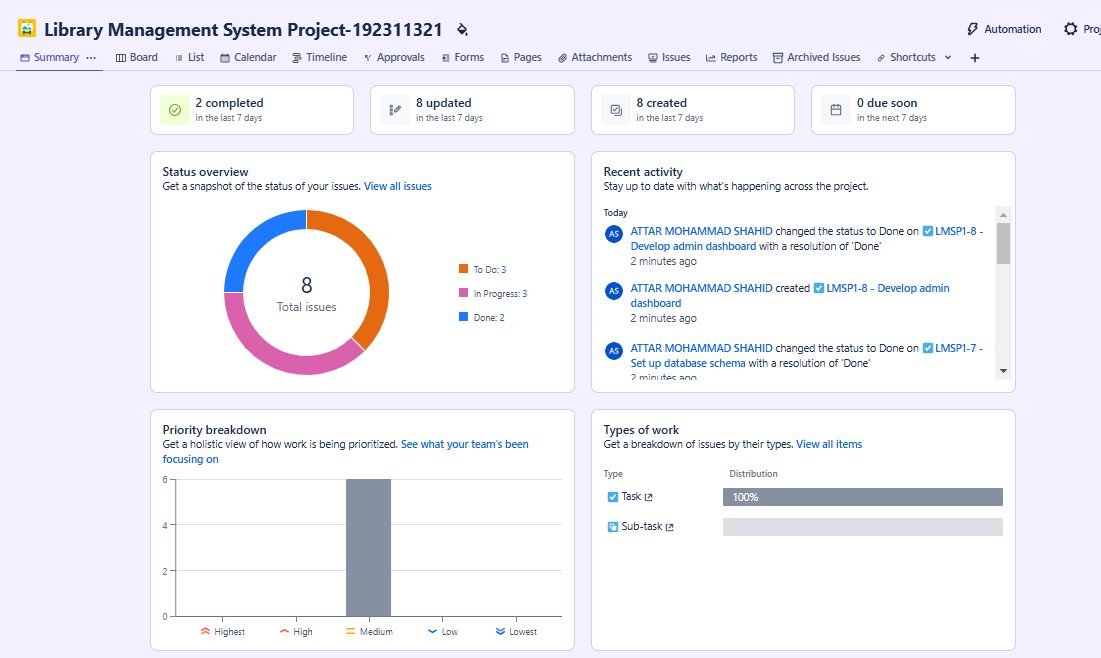 Library Management System Project-192311321
Automation
Proj
Summary
Board
List
Calendar
Timeline
Approvals
Forms
Pages
Attachments
Issues
Reports
Archived Issues
Shortcuts
2 completed
in the last 7 days
8 updated
in the last 7 days
8 created
in the last 7 days
0 due soon
in the next 7 days
Status overview
Get a snapshot of the status of your issues. View all issues
8
Total issues
To Do: 3
In Progress: 3
Done: 2
Recent activity
Stay up to date with what's happening across the project.
Today
AS
ATTAR MOHAMMAD SHAHID changed the status to Done on LMSP1-8 -
Develop admin dashboard with a resolution of 'Done'
2 minutes ago
AS
ATTAR MOHAMMAD SHAHID created LMSP1-8 - Develop admin
dashboard
2 minutes ago
AS
ATTAR MOHAMMAD SHAHID changed the status to Done on LMSP1-7 -
Set up database schema with a resolution of 'Done'
2 minutes ago
Priority breakdown
Get a holistic view of how work is being prioritized. See what your team's been
focusing on
6
4
2
0
Highest
High
Medium
Low
Lowest
Types of work
Get a breakdown of issues by their types. View all items
Type
Distribution
Task
100%
Sub-task